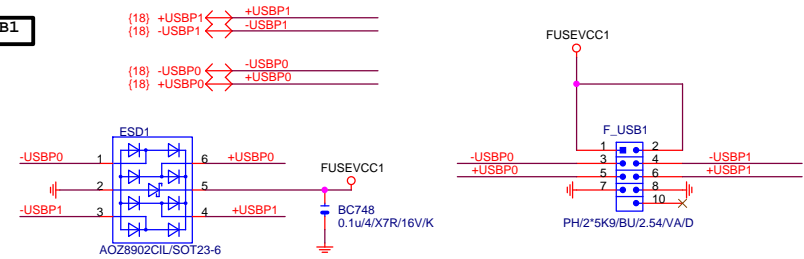 B1
{18} +USBP1 +USBP1
{18} -USBP1 -USBP1
{18} -USBP0 -USBP0
{18} +USBP0 +USBP0
ESD1
-USBP0 1 6 +USBP0
2 5
-USBP1 3 4 +USBP1
AOZ8902CIL/SOT23-6
FUSEVCC1
BC748
0.1u/4/X7R/16V/K
FUSEVCC1
F_USB1
1 2
-USBP0 3 4 -USBP1
+USBP0 5 6 +USBP1
7 8
10
PH/2*5K9/BU/2.54/VA/D